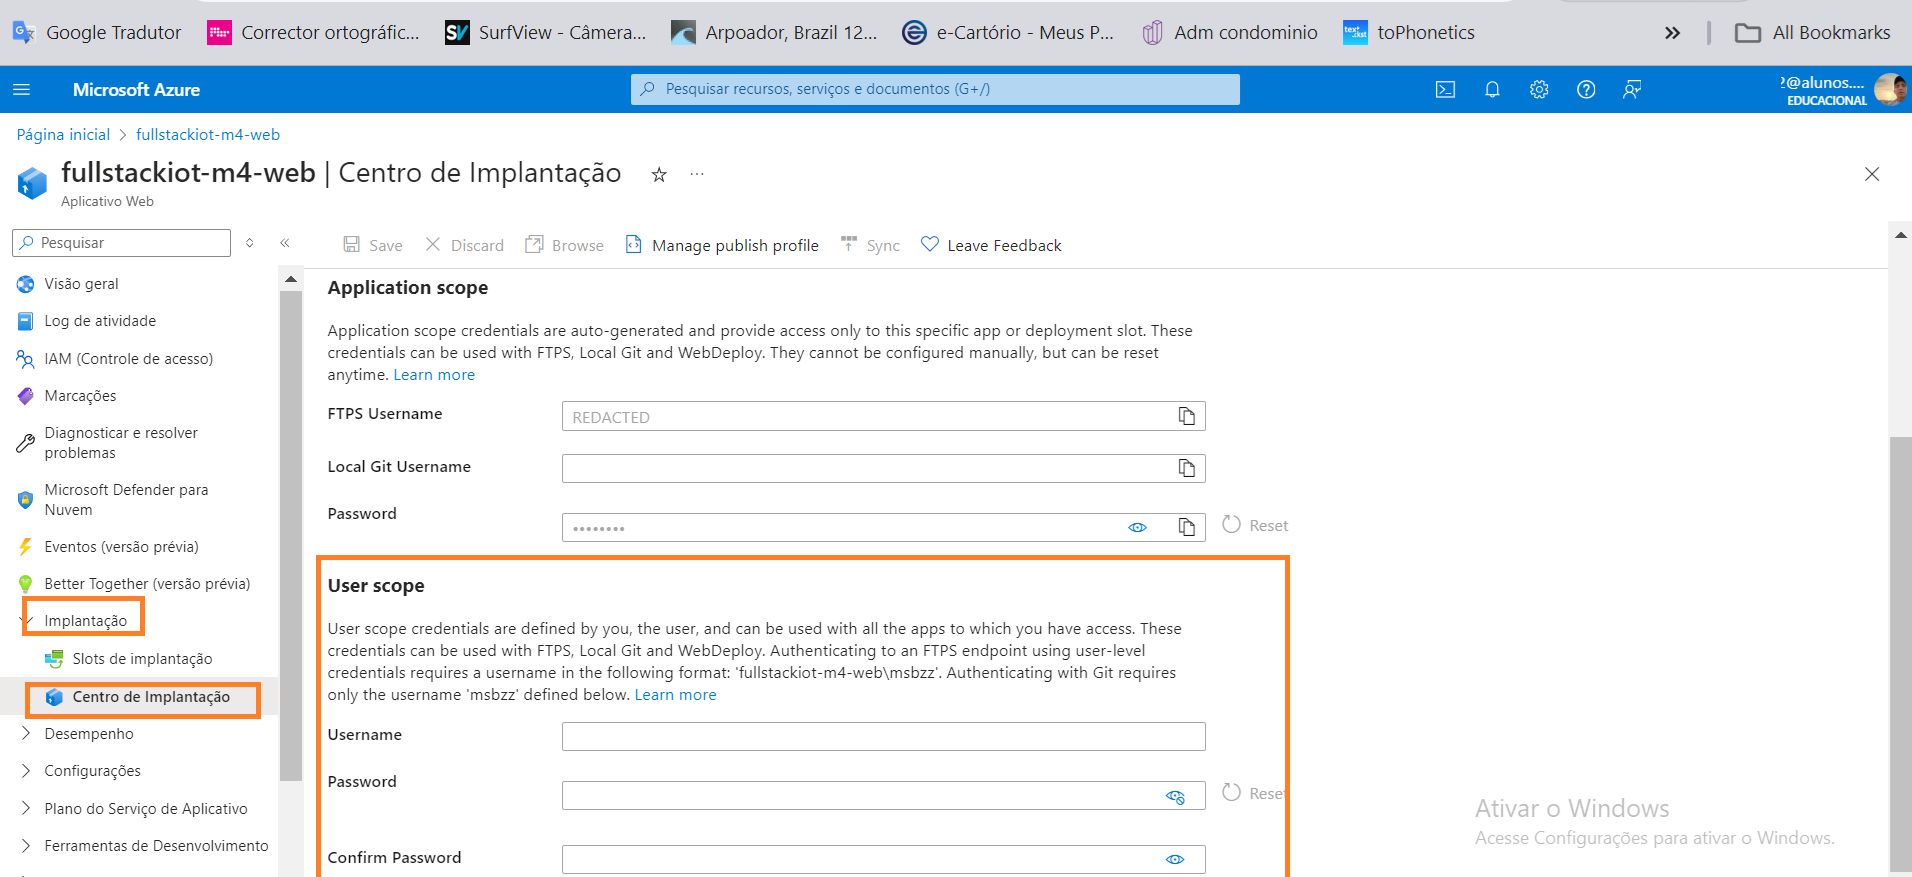 Google Tradutor
Corrector ortográfic...
SurfView - Câmera...
Arpoador, Brazil 12...
e-Cartório - Meus P...
Adm condominio
toPhonetics
All Bookmarks
Microsoft Azure
Pesquisar recursos, serviços e documentos (G+/)
2@alunos....
EDUCACIONAL
Página inicial
fullstackiot-m4-web
fullstackiot-m4-web | Centro de Implantação
Aplicativo Web
Pesquisar
Save
Discard
Browse
Manage publish profile
Sync
Leave Feedback
Visão geral
Log de atividade
IAM (Controle de acesso)
Marcações
Diagnosticar e resolver
problemas
Microsoft Defender para
Nuvem
Eventos (versão prévia)
Better Together (versão prévia)
Implantação
Slots de implantação
Centro de Implantação
Desempenho
Configurações
Plano do Serviço de Aplicativo
Ferramentas de Desenvolvimento
Application scope
Application scope credentials are auto-generated and provide access only to this specific app or deployment slot. These
credentials can be used with FTPS, Local Git and WebDeploy. They cannot be configured manually, but can be reset
anytime. Learn more
FTPS Username
REDACTED
Local Git Username
Password
Reset
User scope
User scope credentials are defined by you, the user, and can be used with all the apps to which you have access. These
credentials can be used with FTPS, Local Git and WebDeploy. Authenticating to an FTPS endpoint using user-level
credentials requires a username in the following format: 'fullstackiot-m4-web\msbzz'. Authenticating with Git requires
only the username 'msbzz' defined below. Learn more
Username
Password
Reset
Confirm Password
Ativar o Windows
Acesse Configurações para ativar o Windows.